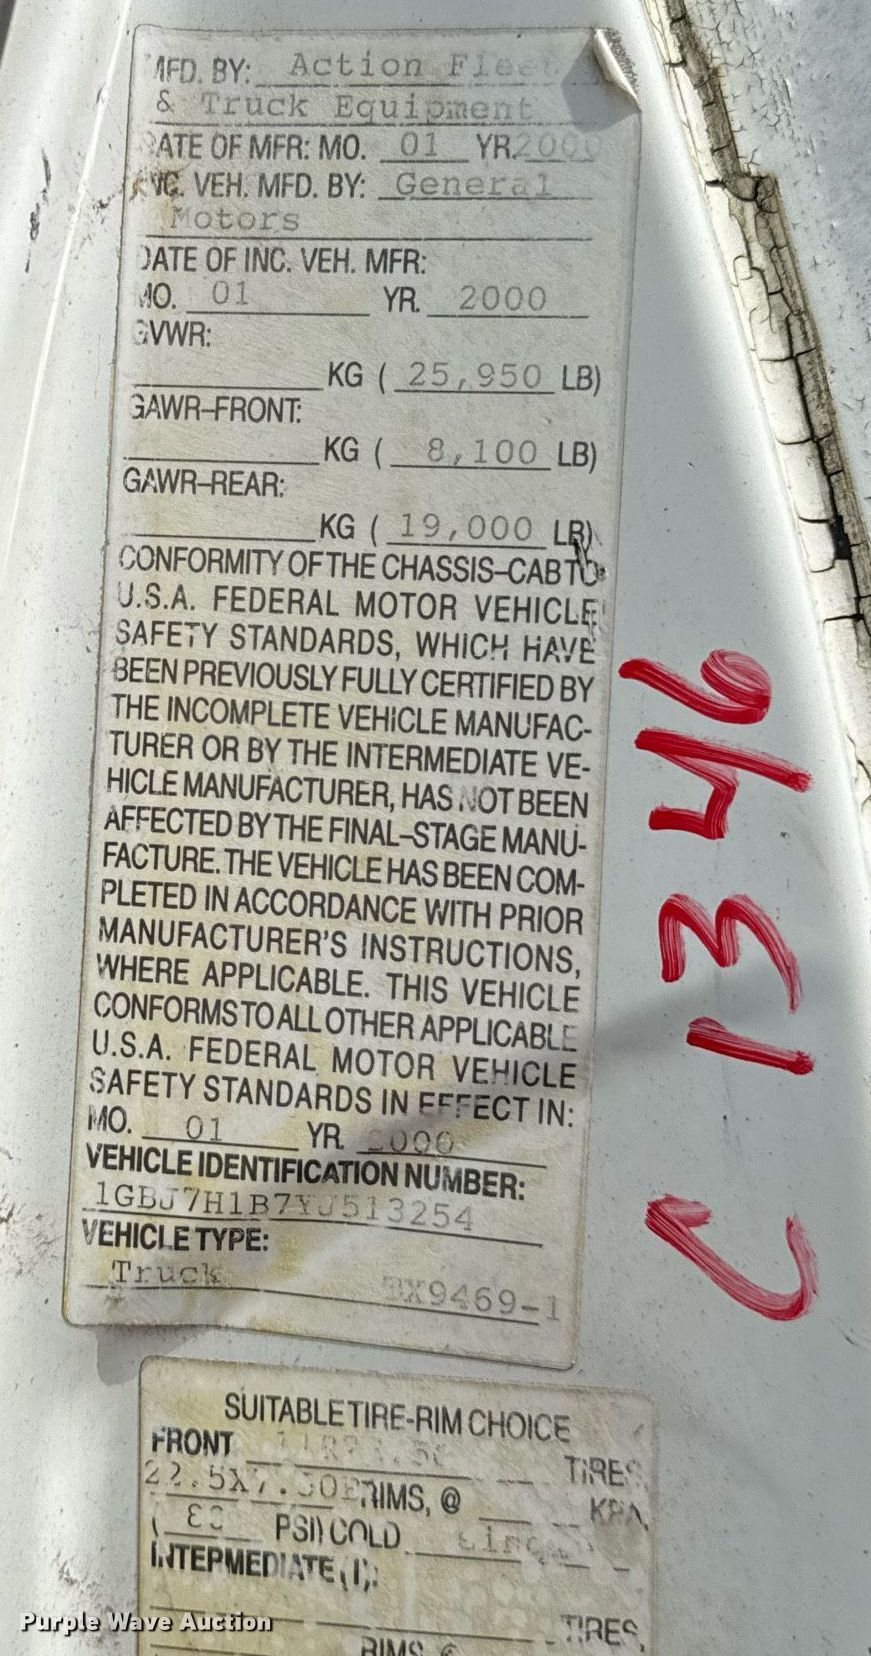 MFD. BY: Action Fleet
& Truck Equipment
DATE OF MFR: MO. 01 YR. 2000
INC. VEH. MFD. BY: General
Motors
DATE OF INC. VEH. MFR:
MO. 01 YR. 2000
GVWR:
KG ( 25,950 LB)
GAWR-FRONT:
KG ( 8,100 LB)
GAWR-REAR:
KG ( 19,000 LB)
CONFORMITY OF THE CHASSIS-CAB TO
U.S.A. FEDERAL MOTOR VEHICLE
SAFETY STANDARDS, WHICH HAVE
BEEN PREVIOUSLY FULLY CERTIFIED BY
THE INCOMPLETE VEHICLE MANUFAC-
TURER OR BY THE INTERMEDIATE VE-
HICLE MANUFACTURER, HAS NOT BEEN
AFFECTED BY THE FINAL-STAGE MANU-
FACTURE. THE VEHICLE HAS BEEN COM-
PLETED IN ACCORDANCE WITH PRIOR
MANUFACTURER'S INSTRUCTIONS,
WHERE APPLICABLE. THIS VEHICLE
CONFORMS TO ALL OTHER APPLICABLE
U.S.A. FEDERAL MOTOR VEHICLE
SAFETY STANDARDS IN EFFECT IN:
MO. 01 YR. 2000
VEHICLE IDENTIFICATION NUMBER:
1GBJ7H1B7YJ513254
VEHICLE TYPE:
Truck 9469-1
C 1346
SUITABLE TIRE-RIM CHOICE
FRONT TIRES,
RIMS, @ KPA,
PSI) COLD
INTERMEDIATE (1):
TIRES,
RIMS
Purple Wave Auction